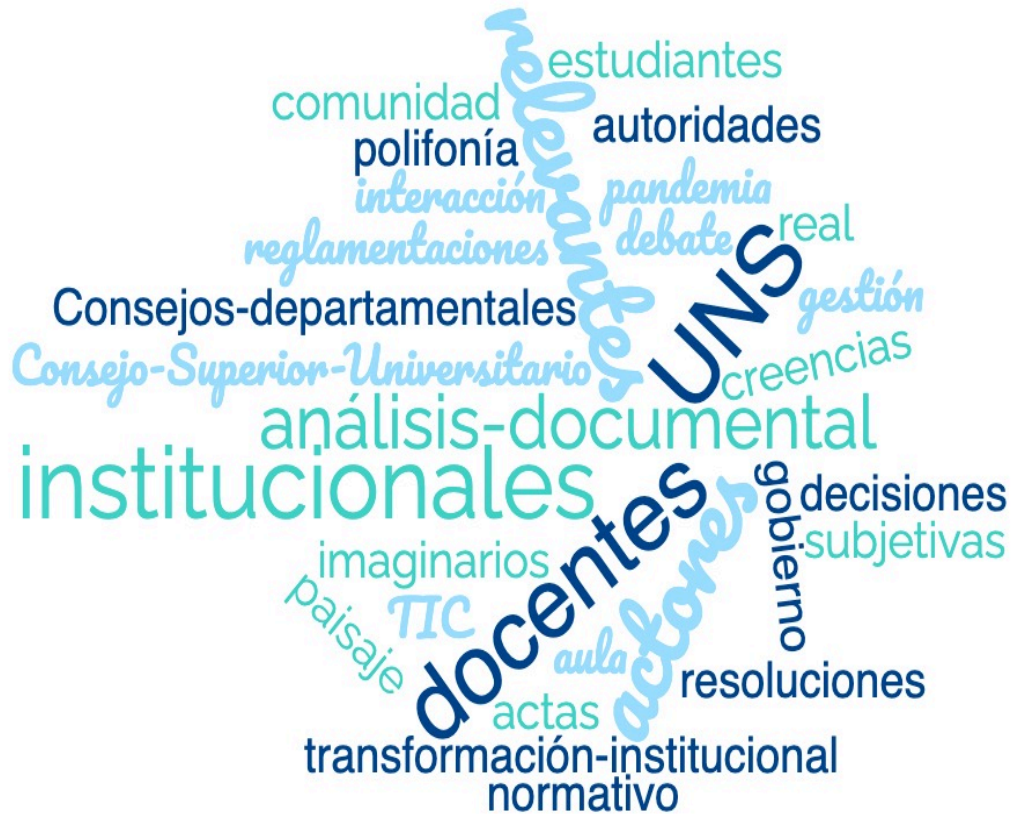 relevantes
estudiantes
comunidad
autoridades
polifonía
interacción
pandemia
real
reglamentaciones
debate
UNS
gestión
Consejos-departamentales
Consejo-Superior-Universitario
creencias
análisis-documental
institucionales
docentes
actores
gobierno
decisiones
subjetivas
imaginarios
paisaje
TIC
aula
resoluciones
actas
transformación-institucional
normativo